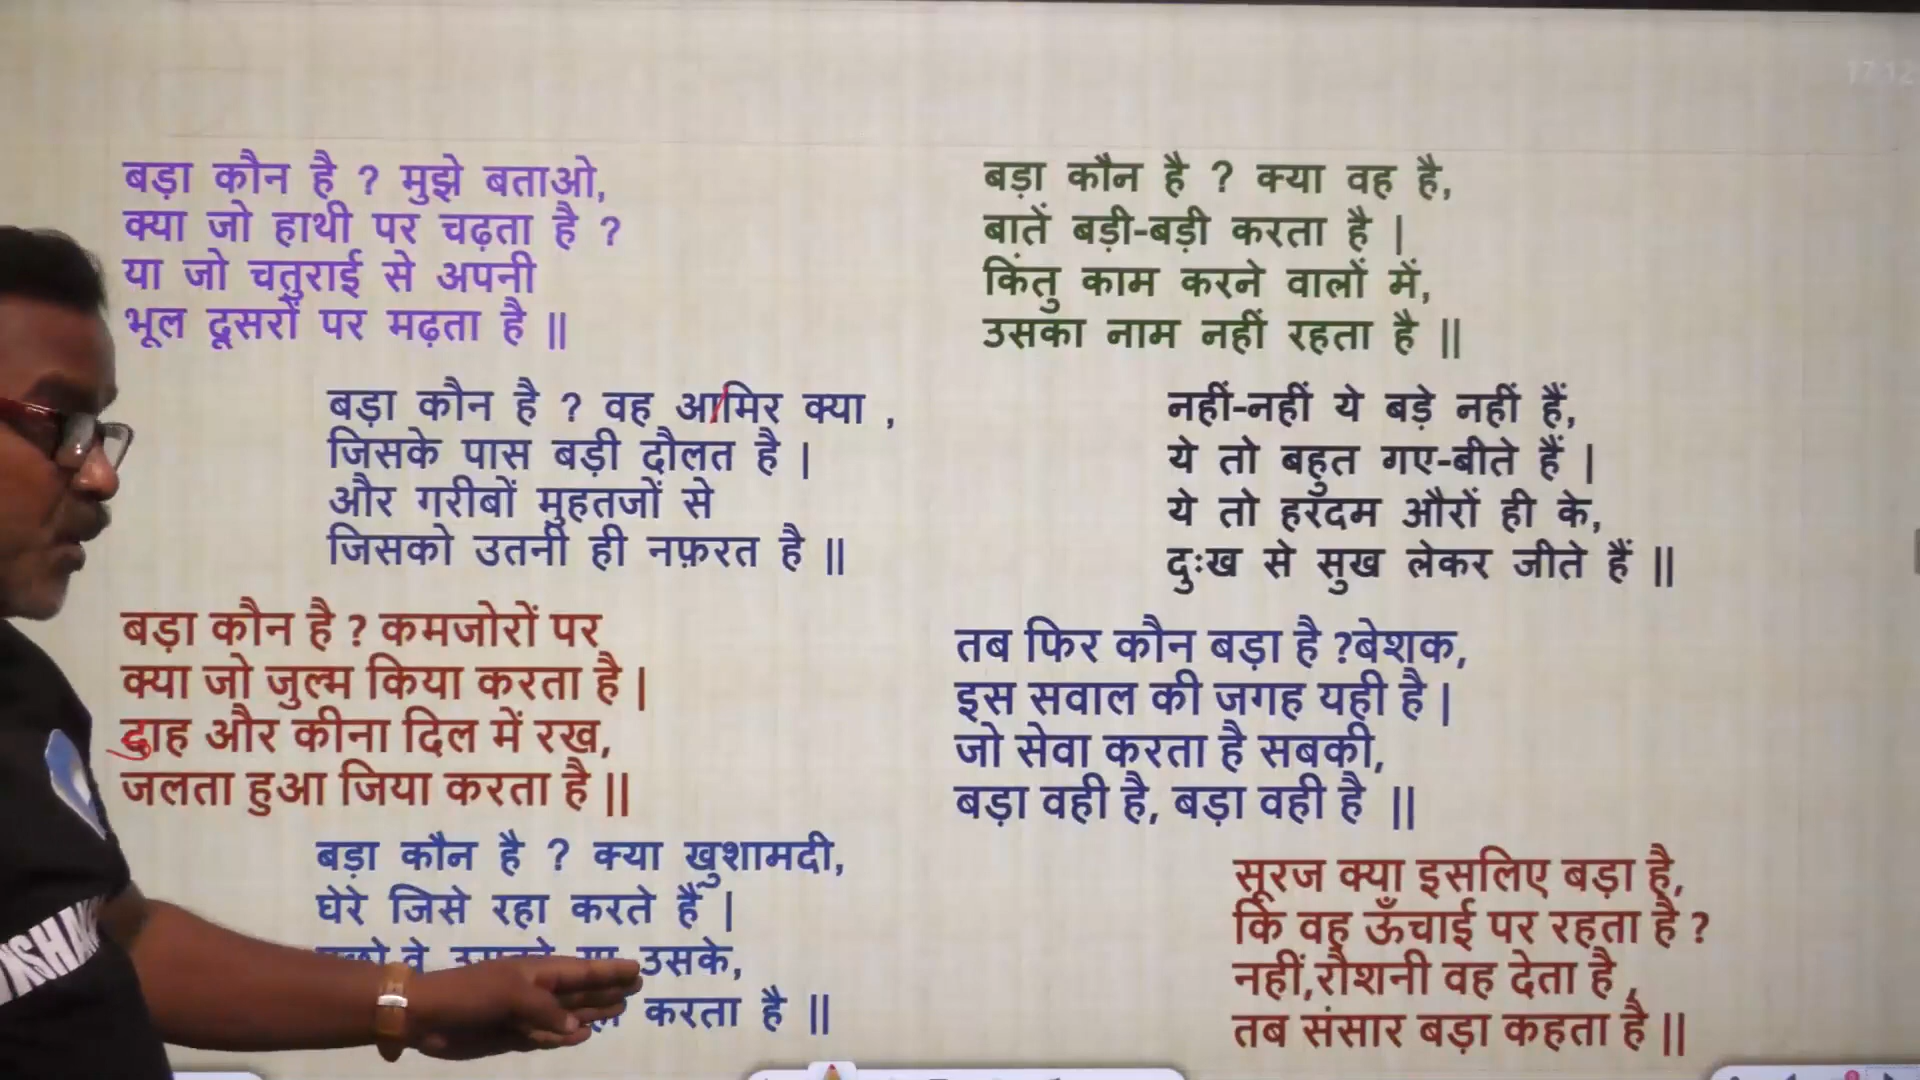 बड़ा कौन है ? मुझे बताओ,
क्या जो हाथी पर चढ़ता है ?
या जो चतुराई से अपनी
भूल दूसरों पर मढ़ता है ||
बड़ा कौन है ? वह आमिर क्या ,
जिसके पास बड़ी दौलत है |
और गरीबों मुहतजों से
जिसको उतनी ही नफ़रत है ||
बड़ा कौन है ? कमजोरों पर
क्या जो जुल्म किया करता है |
दाह और कीना दिल में रख,
जलता हुआ जिया करता है ||
बड़ा कौन है ? क्या खुशामदी,
घेरे जिसे रहा करते हैं |
उसके,
करता है ||
बड़ा कौन है ? क्या वह है,
बातें बड़ी-बड़ी करता है |
किंतु काम करने वालों में,
उसका नाम नहीं रहता है ||
नहीं-नहीं ये बड़े नहीं हैं,
ये तो बहुत गए-बीते हैं |
ये तो हरदम औरों ही के,
दुःख से सुख लेकर जीते हैं ||
तब फिर कौन बड़ा है ?बेशक,
इस सवाल की जगह यही है |
जो सेवा करता है सबकी,
बड़ा वही है, बड़ा वही है ||
सूरज क्या इसलिए बड़ा है,
कि वह ऊँचाई पर रहता है ?
नहीं,रौशनी वह देता है ,
तब संसार बड़ा कहता है ||